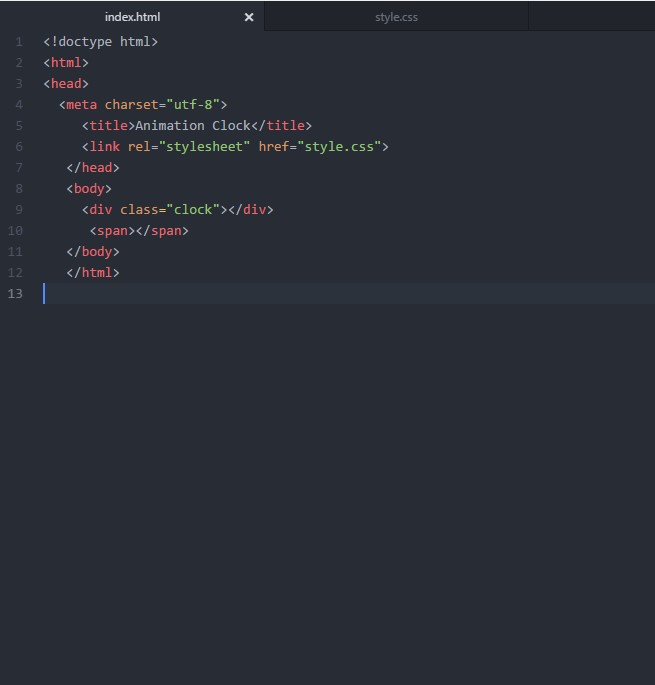 index.html × style.css
1 <!doctype html>
2 <html>
3 <head>
4   <meta charset="utf-8">
5      <title>Animation Clock</title>
6      <link rel="stylesheet" href="style.css">
7    </head>
8    <body>
9      <div class="clock"></div>
10      <span></span>
11   </body>
12   </html>
13